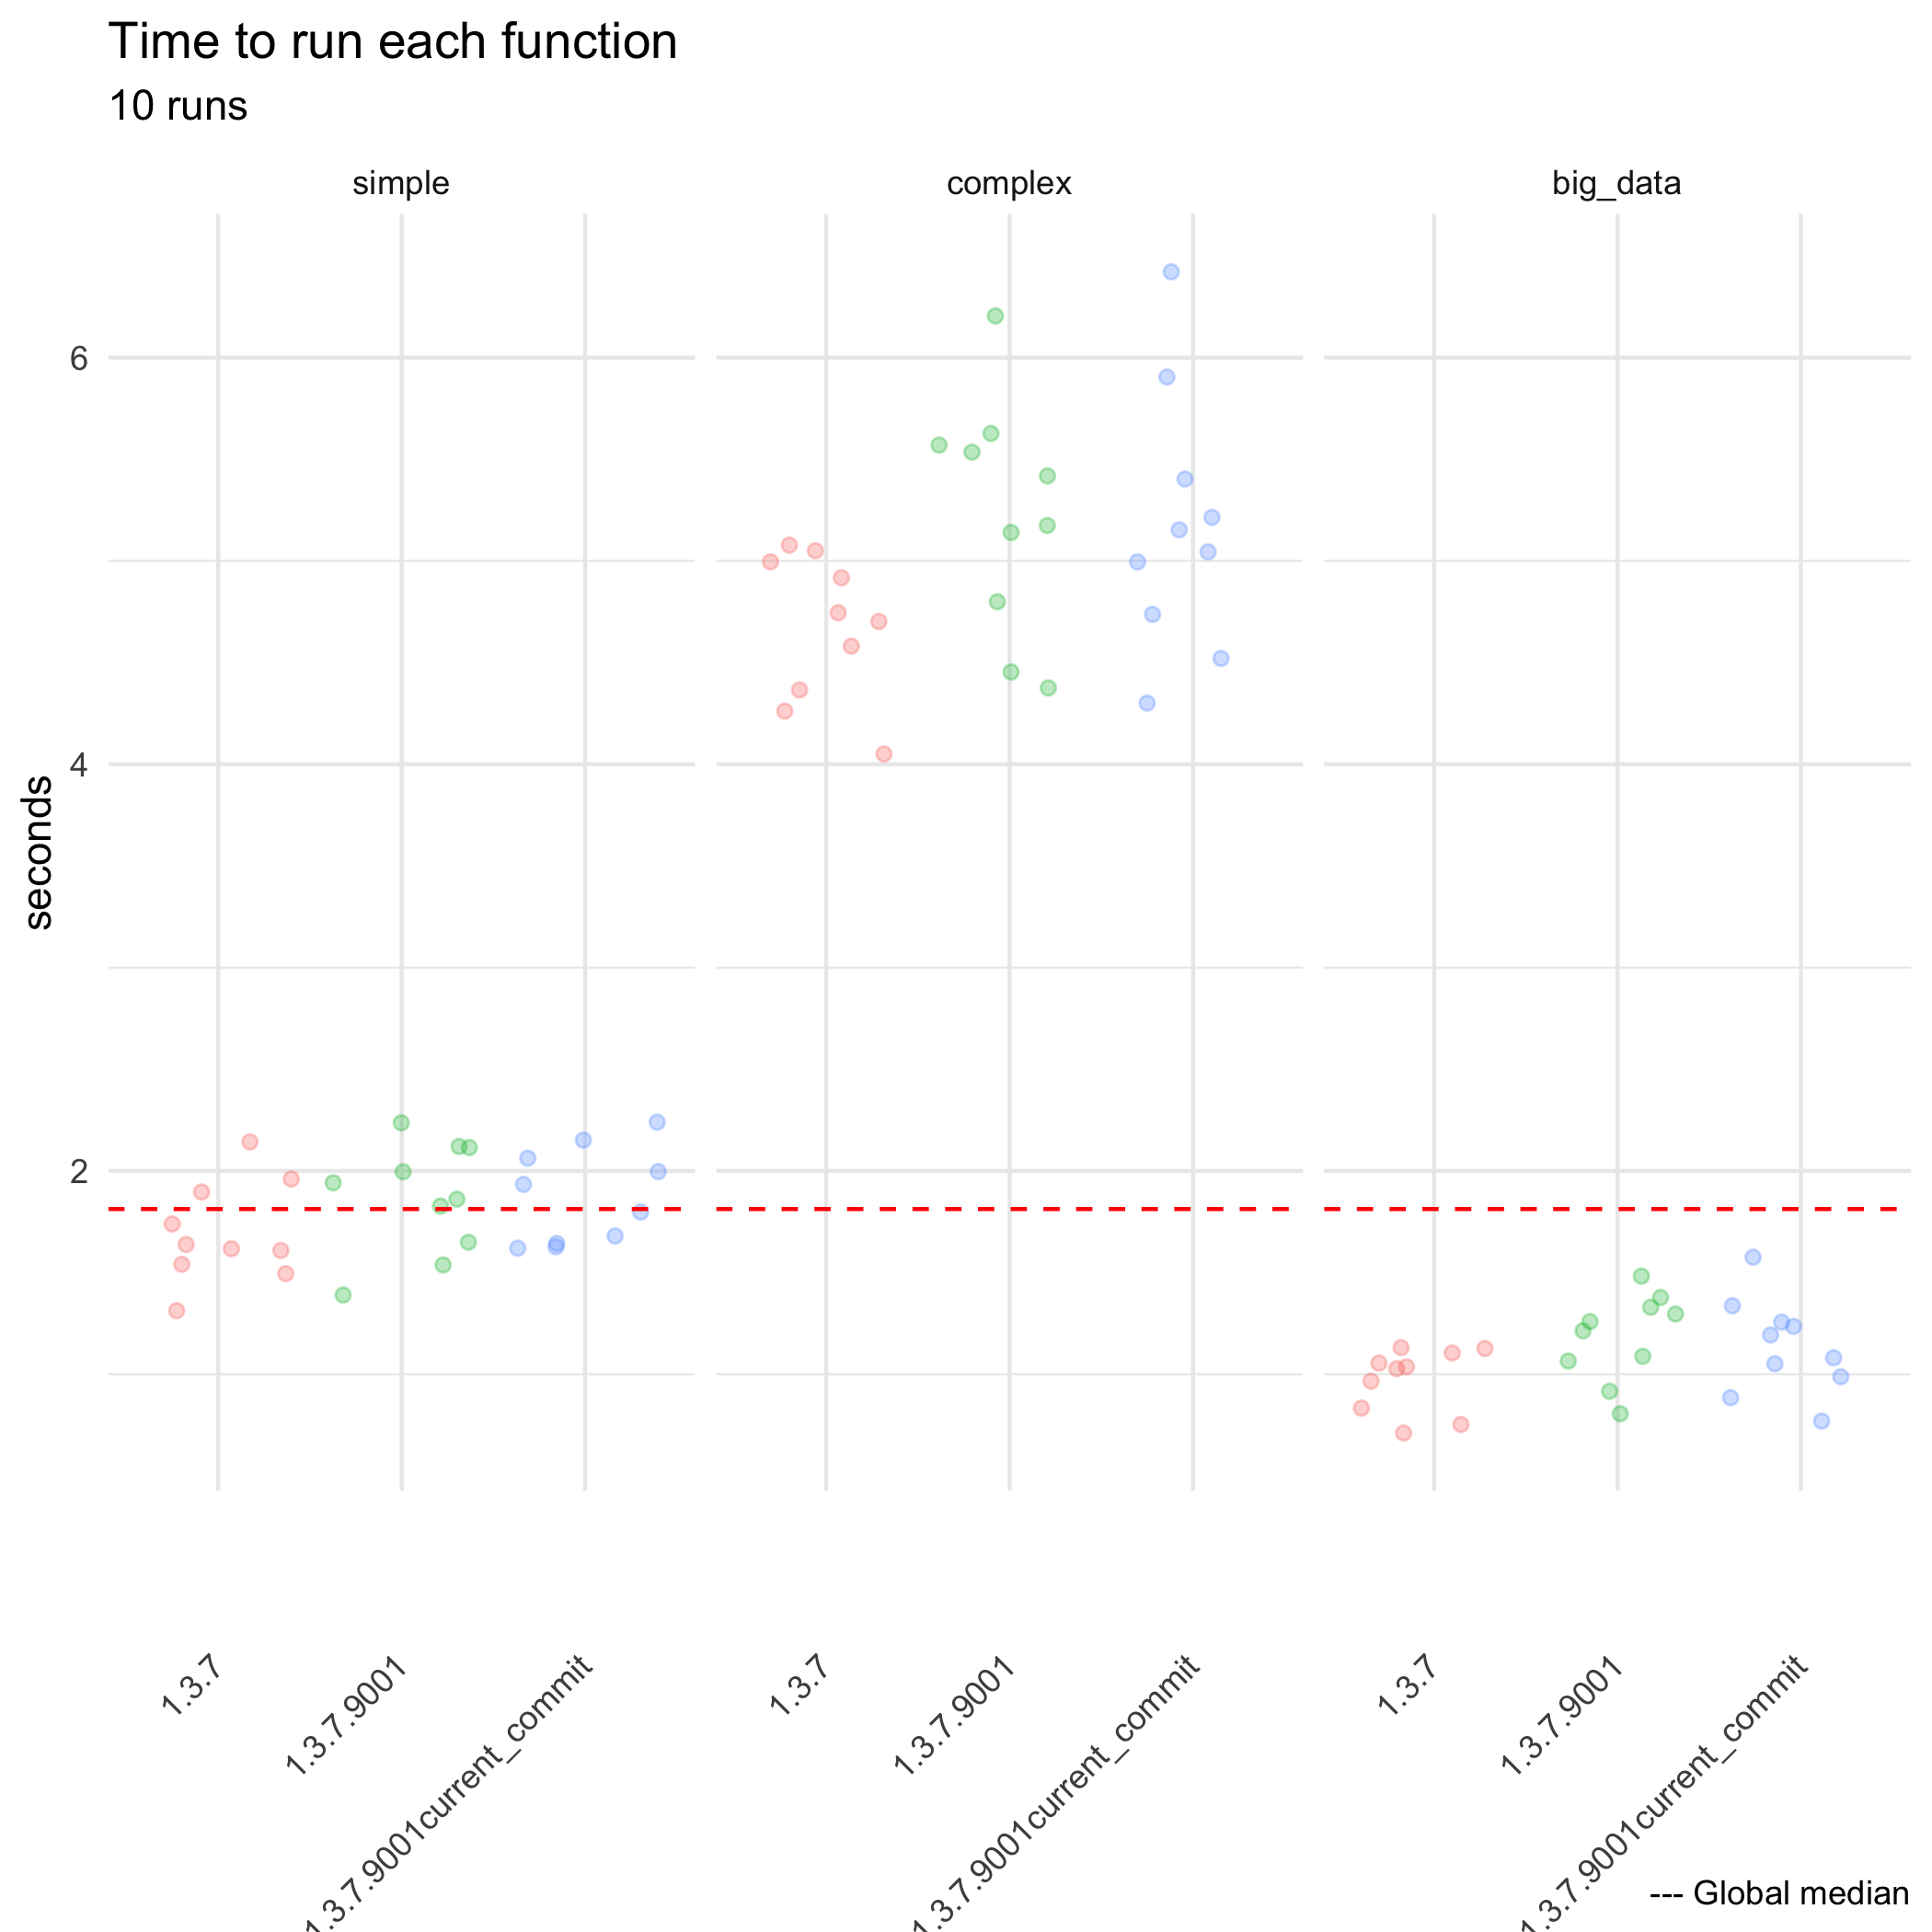 Time to run each function
10 runs
simple complex big_data
6
4
2
seconds
1.3.7 1.3.7.9001 1.3.7.9001current_commit 1.3.7 1.3.7.9001 1.3.7.9001current_commit 1.3.7 1.3.7.9001 1.3.7.9001current_commit
--- Global median